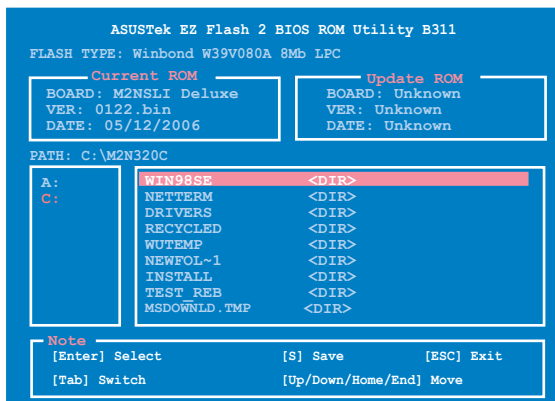 ASUSTek EZ Flash 2 BIOS ROM Utility B311
FLASH TYPE: Winbond W39V080A 8Mb LPC
Current ROM
BOARD: M2NSLI Deluxe
VER: 0122.bin
DATE: 05/12/2006
Update ROM
BOARD: Unknown
VER: Unknown
DATE: Unknown
PATH: C:\M2N320C
A:
C:
WIN98SE <DIR>
NETTERM <DIR>
DRIVERS <DIR>
RECYCLED <DIR>
WUTEMP <DIR>
NEWFOL~1 <DIR>
INSTALL <DIR>
TEST_REB <DIR>
MSDOWNLD.TMP <DIR>
Note
[Enter] Select [S] Save [ESC] Exit
[Tab] Switch [Up/Down/Home/End] Move